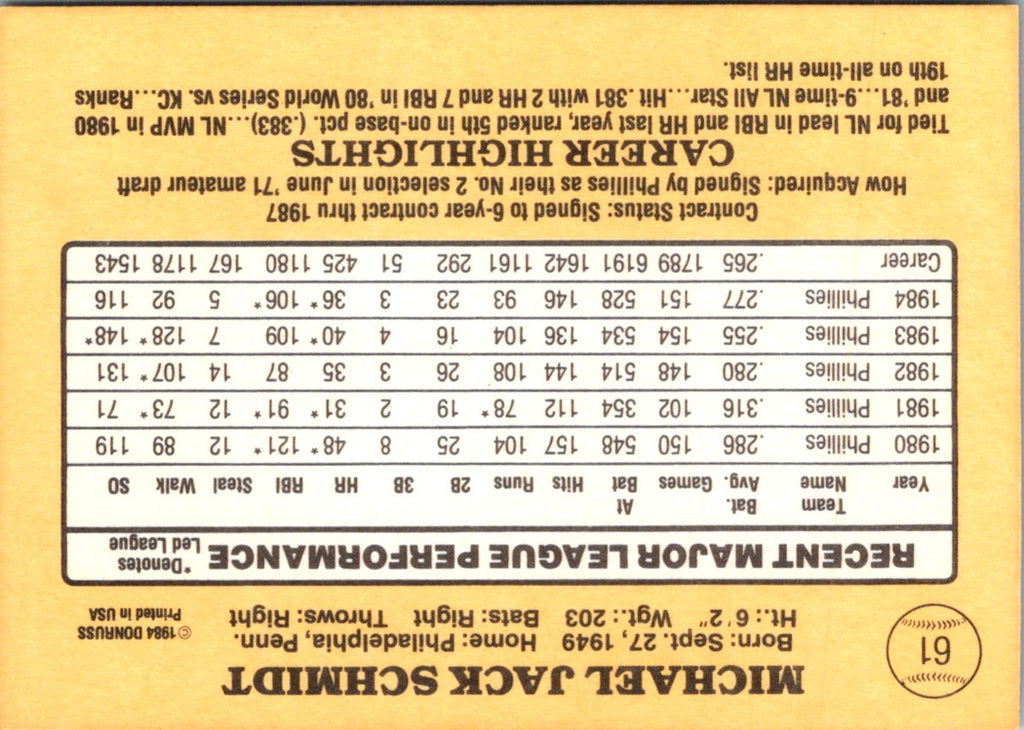 61
MICHAEL JACK SCHMIDT
Born: Sept. 27, 1949 Home: Philadelphia, Penn.
Ht.: 6'2" Wgt.: 203 Bats: Right Throws: Right
©1984 DONRUSS
Printed in USA
RECENT MAJOR LEAGUE PERFORMANCE
*Denotes
Led League
Year Team Name Bat. Avg. Games At Bat Hits Runs 2B 3B HR RBI Steal Walk SO
1980 Phillies .286 150 548 157 104 25 8 48* 121* 12 89 119
1981 Phillies .316 102 354 112 78* 19 2 31* 91* 12 73* 71
1982 Phillies .280 148 514 144 108 26 3 35 87 14 107* 131
1983 Phillies .255 154 534 136 104 16 4 40* 109 7 128* 148*
1984 Phillies .277 151 528 146 93 23 3 36* 106* 5 92 116
Career .265 1789 6191 1642 1161 292 51 425 1180 167 1178 1543
Contract Status: Signed to 6-year contract thru 1987
How Acquired: Signed by Phillies as their No. 2 selection in June '71 amateur draft
CAREER HIGHLIGHTS
Tied for NL lead in RBI and HR last year, ranked 5th in on-base pct. (.383)...NL MVP in 1980
and '81...9-time NL All Star...Hit .381 with 2 HR and 7 RBI in '80 World Series vs. KC...Ranks
19th on all-time HR list.